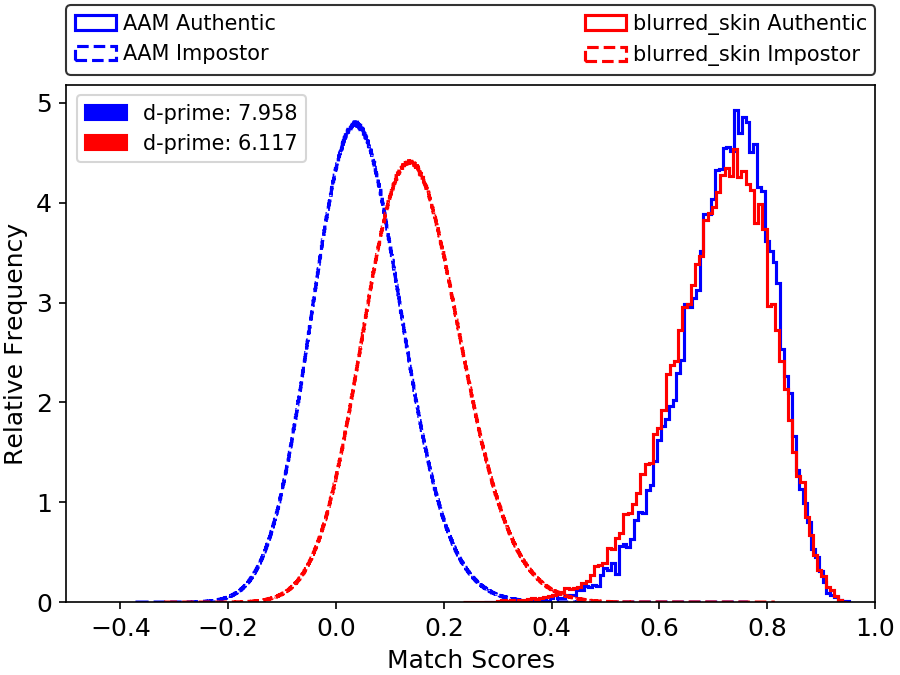 AAM Authentic
AAM Impostor
blurred_skin Authentic
blurred_skin Impostor
d-prime: 7.958
d-prime: 6.117
5
4
3
2
1
0
Relative Frequency
−0.4 −0.2 0.0 0.2 0.4 0.6 0.8 1.0
Match Scores